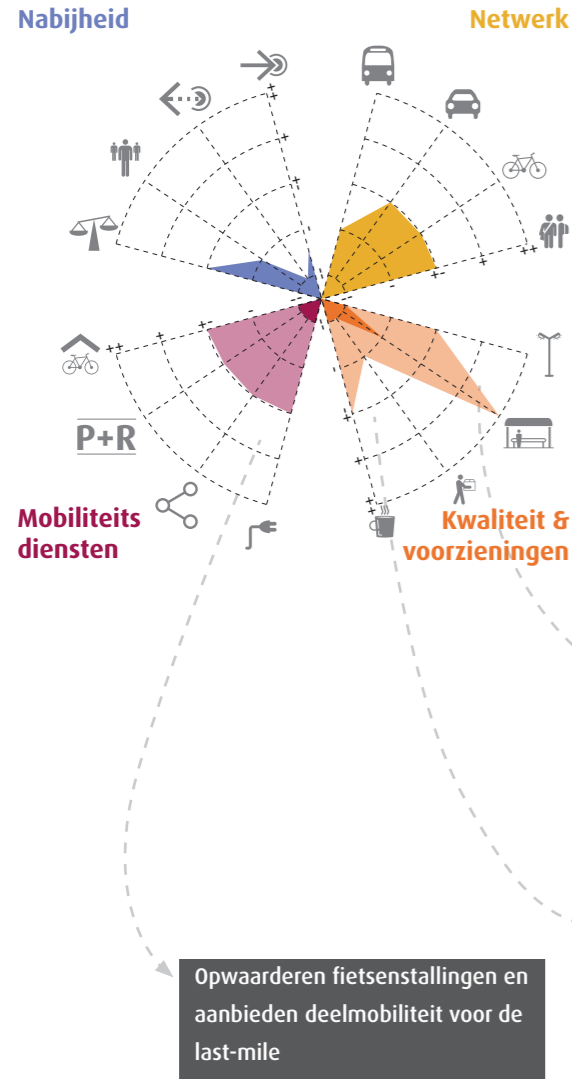 Nabijheid
Netwerk
P+R
Mobiliteits
diensten
Kwaliteit &
voorzieningen
Opwaarderen fietsenstallingen en
aanbieden deelmobiliteit voor de
last-mile